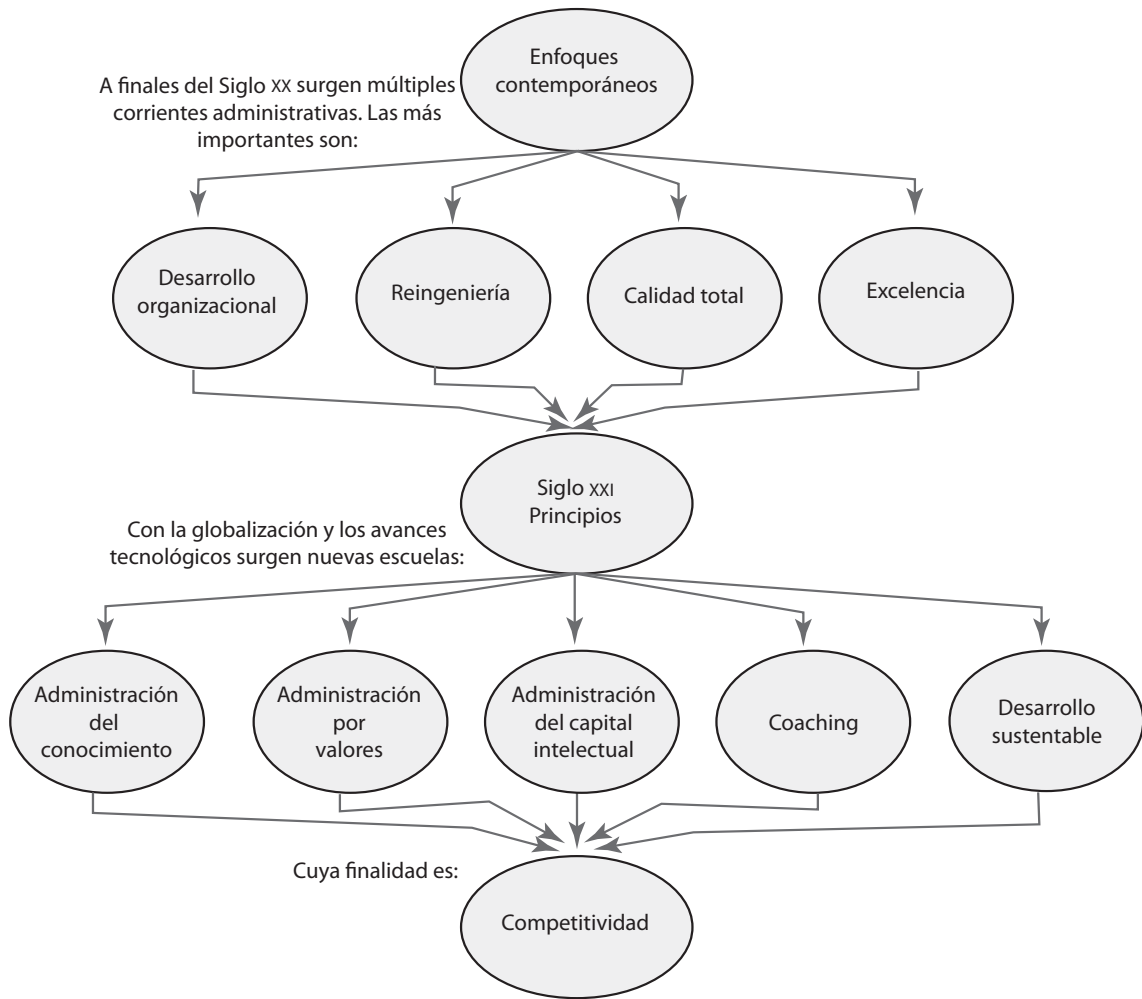 Enfoques
contemporáneos
A finales del Siglo XX surgen múltiples
corrientes administrativas. Las más
importantes son:
Desarrollo
organizacional
Reingeniería
Calidad total
Excelencia
Siglo XXI
Principios
Con la globalización y los avances
tecnológicos surgen nuevas escuelas:
Administración
del
conocimiento
Administración
por
valores
Administración
del capital
intelectual
Coaching
Desarrollo
sustentable
Cuya finalidad es:
Competitividad